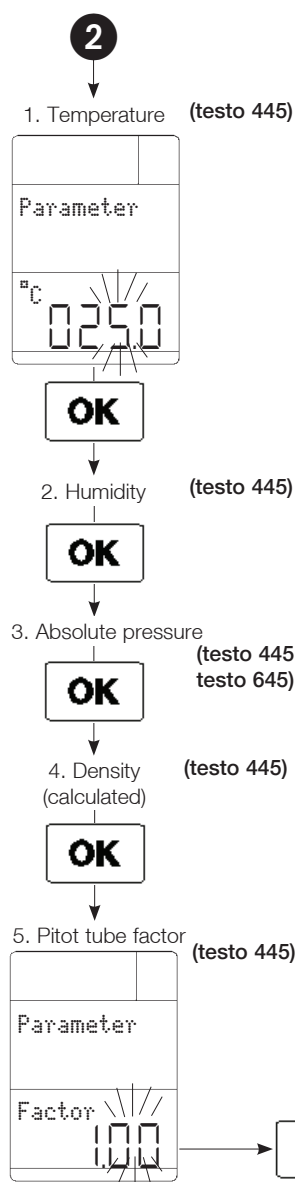 2
1. Temperature (testo 445)
Parameter
°C
025.0
OK
2. Humidity (testo 445)
OK
3. Absolute pressure
(testo 445
testo 645)
OK
4. Density (testo 445)
(calculated)
OK
5. Pitot tube factor
(testo 445)
Parameter
Factor
1.00